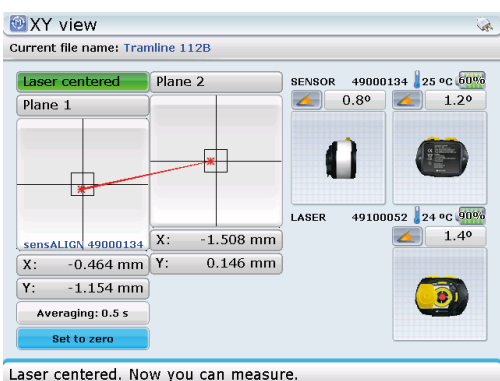 XY view
Current file name: Tramline 112B
Laser centered
Plane 2
Plane 1
sensALIGN 49000134
X: -1.508 mm
Y: 0.146 mm
X: -0.464 mm
Y: -1.154 mm
Averaging: 0.5 s
Set to zero
SENSOR 49000134 25 ºC 60%
0.8º
1.2º
LASER 49100052 24 ºC 90%
1.4º
Laser centered. Now you can measure.